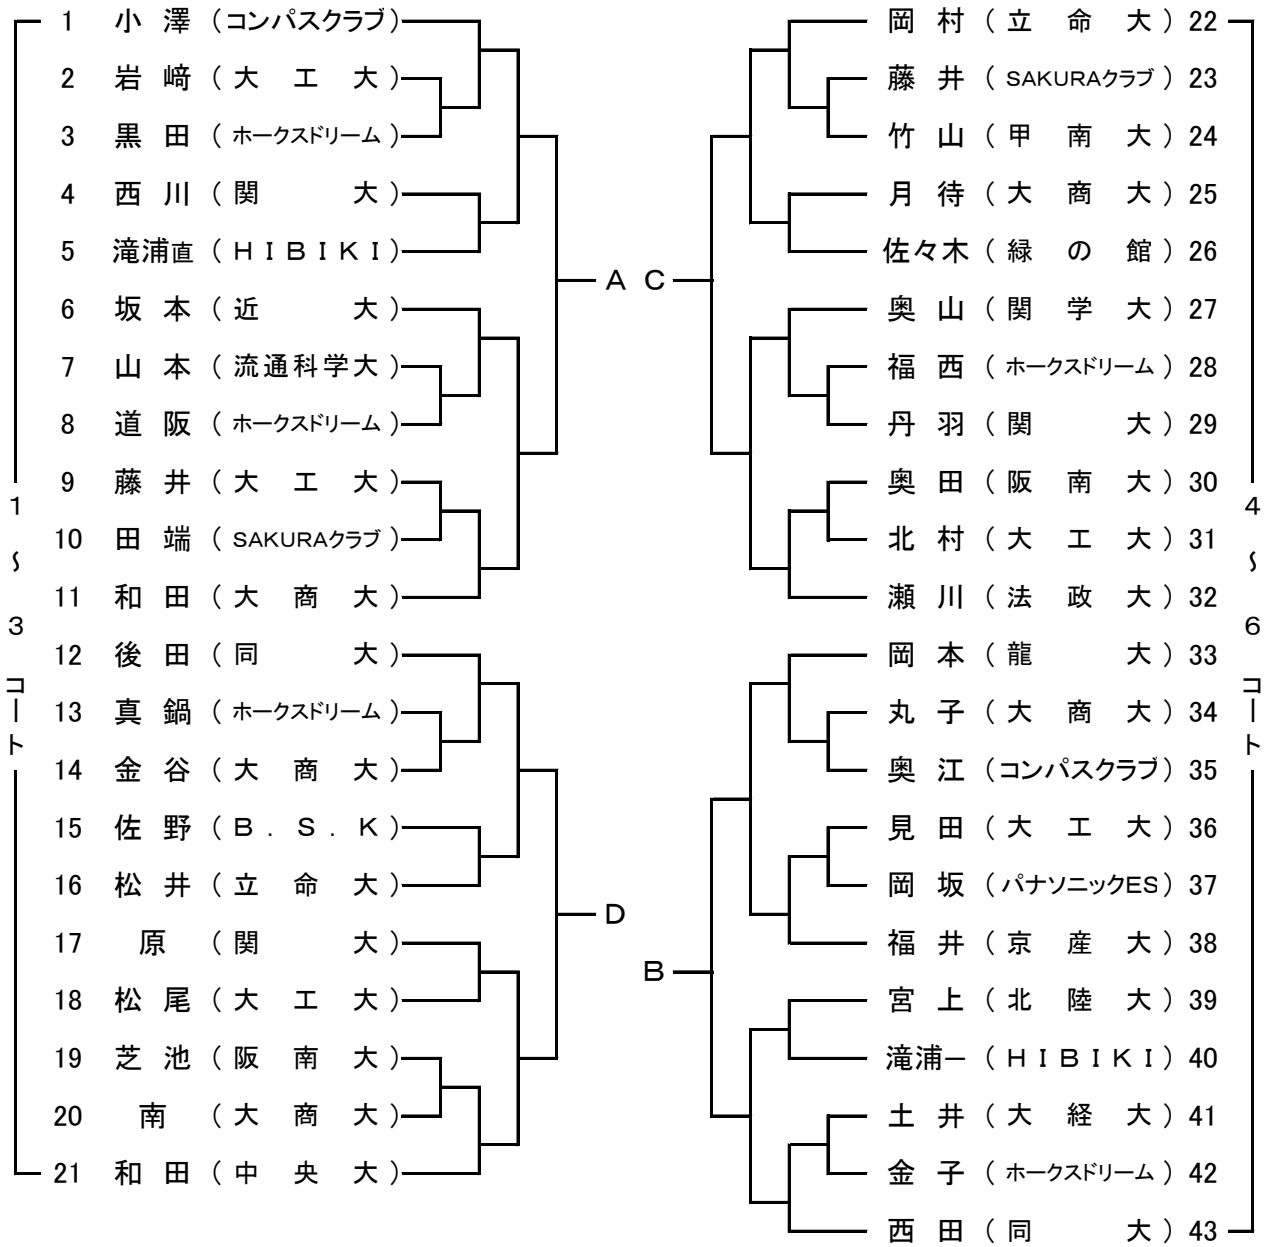 1 小澤（コンパスクラブ）
2 岩﨑（大工大）
3 黒田（ホークスドリーム）
4 西川（関大）
5 滝浦直（ＨＩＢＩＫＩ）
6 坂本（近大）
7 山本（流通科学大）
8 道阪（ホークスドリーム）
9 藤井（大工大）
10 田端（SAKURAクラブ）
11 和田（大商大）
12 後田（同大）
13 真鍋（ホークスドリーム）
14 金谷（大商大）
15 佐野（Ｂ．Ｓ．Ｋ）
16 松井（立命大）
17 原（関大）
18 松尾（大工大）
19 芝池（阪南大）
20 南（大商大）
21 和田（中央大）
1～3コート
A
D
C
B
岡村（立命大）22
藤井（SAKURAクラブ）23
竹山（甲南大）24
月待（大商大）25
佐々木（緑の館）26
奥山（関学大）27
福西（ホークスドリーム）28
丹羽（関大）29
奥田（阪南大）30
北村（大工大）31
瀬川（法政大）32
岡本（龍大）33
丸子（大商大）34
奥江（コンパスクラブ）35
見田（大工大）36
岡坂（パナソニックES）37
福井（京産大）38
宮上（北陸大）39
滝浦一（ＨＩＢＩＫＩ）40
土井（大経大）41
金子（ホークスドリーム）42
西田（同大）43
4～6コート